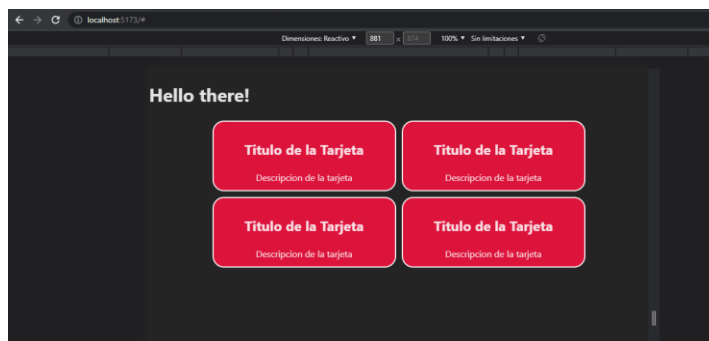 localhost:5173/#
Dimensiones: Reactivo ▼ 881 × 874 100% ▼ Sin limitaciones ▼
Hello there!
Titulo de la Tarjeta Titulo de la Tarjeta
Descripcion de la tarjeta Descripcion de la tarjeta
Titulo de la Tarjeta Titulo de la Tarjeta
Descripcion de la tarjeta Descripcion de la tarjeta